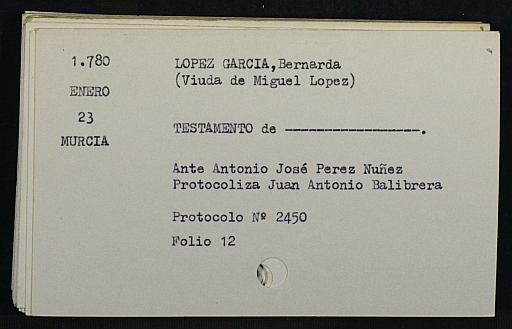 1.780
ENERO
23
MURCIA
LOPEZ GARCIA,Bernarda
(Viuda de Miguel Lopez)
TESTAMENTO de -----------------.
Ante Antonio José Perez Nuñez
Protocoliza Juan Antonio Balibrera
Protocolo Nº 2450
Folio 12